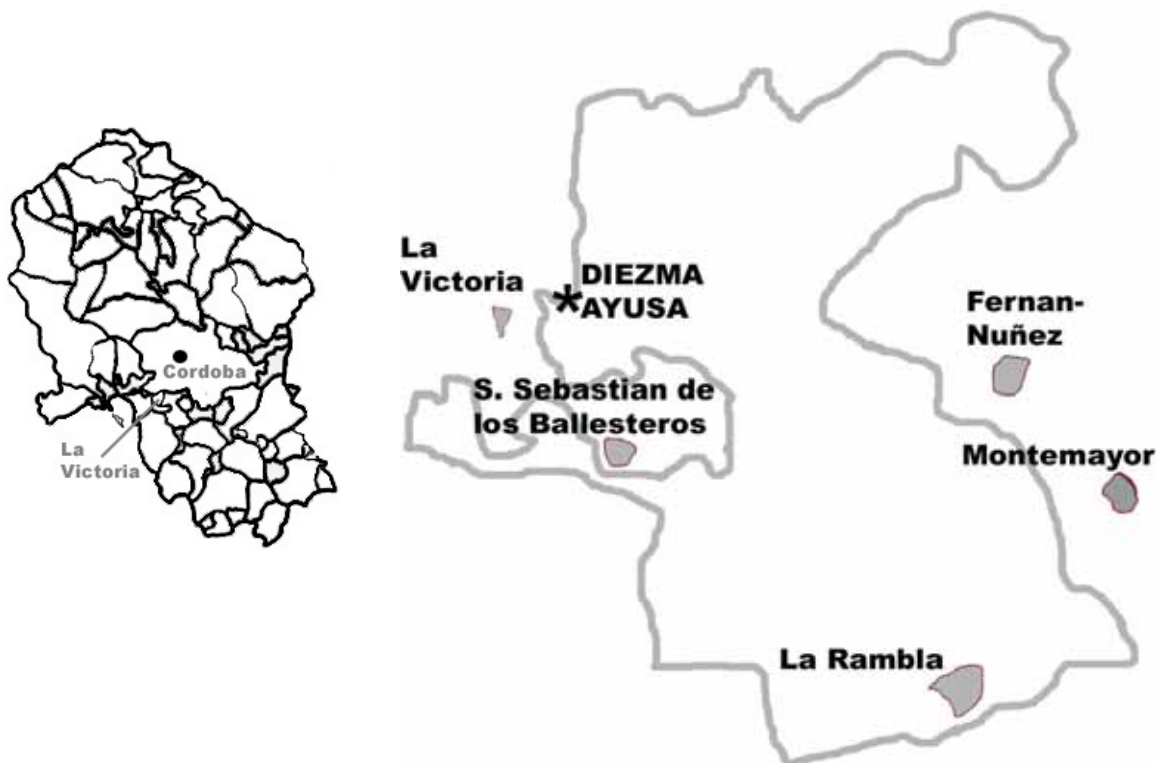 Cordoba
La
Victoria
La
Victoria
*DIEZMA
AYUSA
Fernan-
Nuñez
S. Sebastian de
los Ballesteros
Montemayor
La Rambla